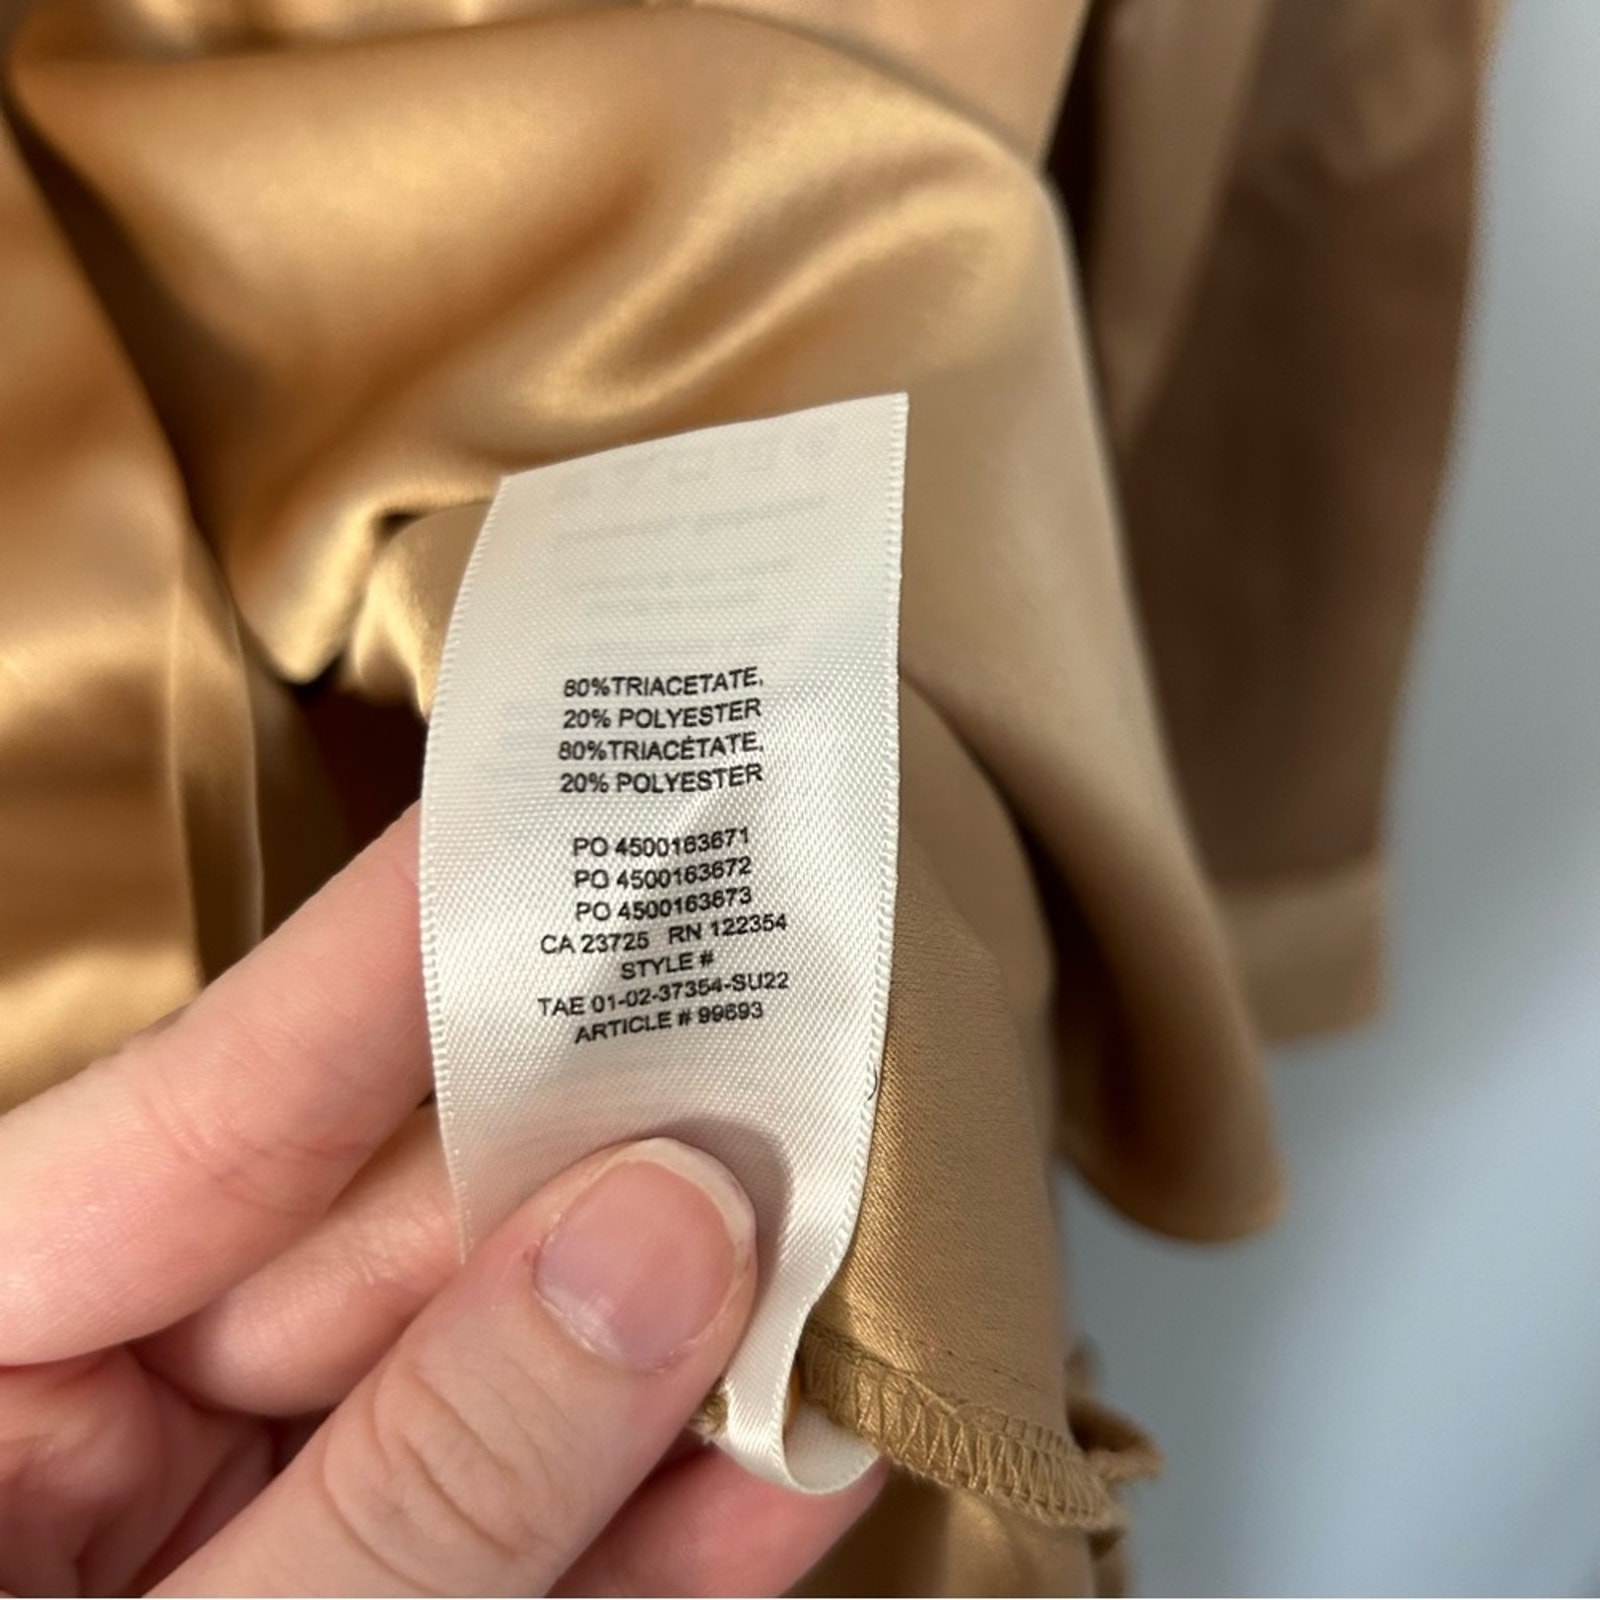 80%TRIACETATE,
20% POLYESTER
80%TRIACÉTATE,
20% POLYESTER
PO 4500163671
PO 4500163672
PO 4500163673
CA 23725 RN 122354
STYLE #
TAE 01-02-37354-SU22
ARTICLE # 99693